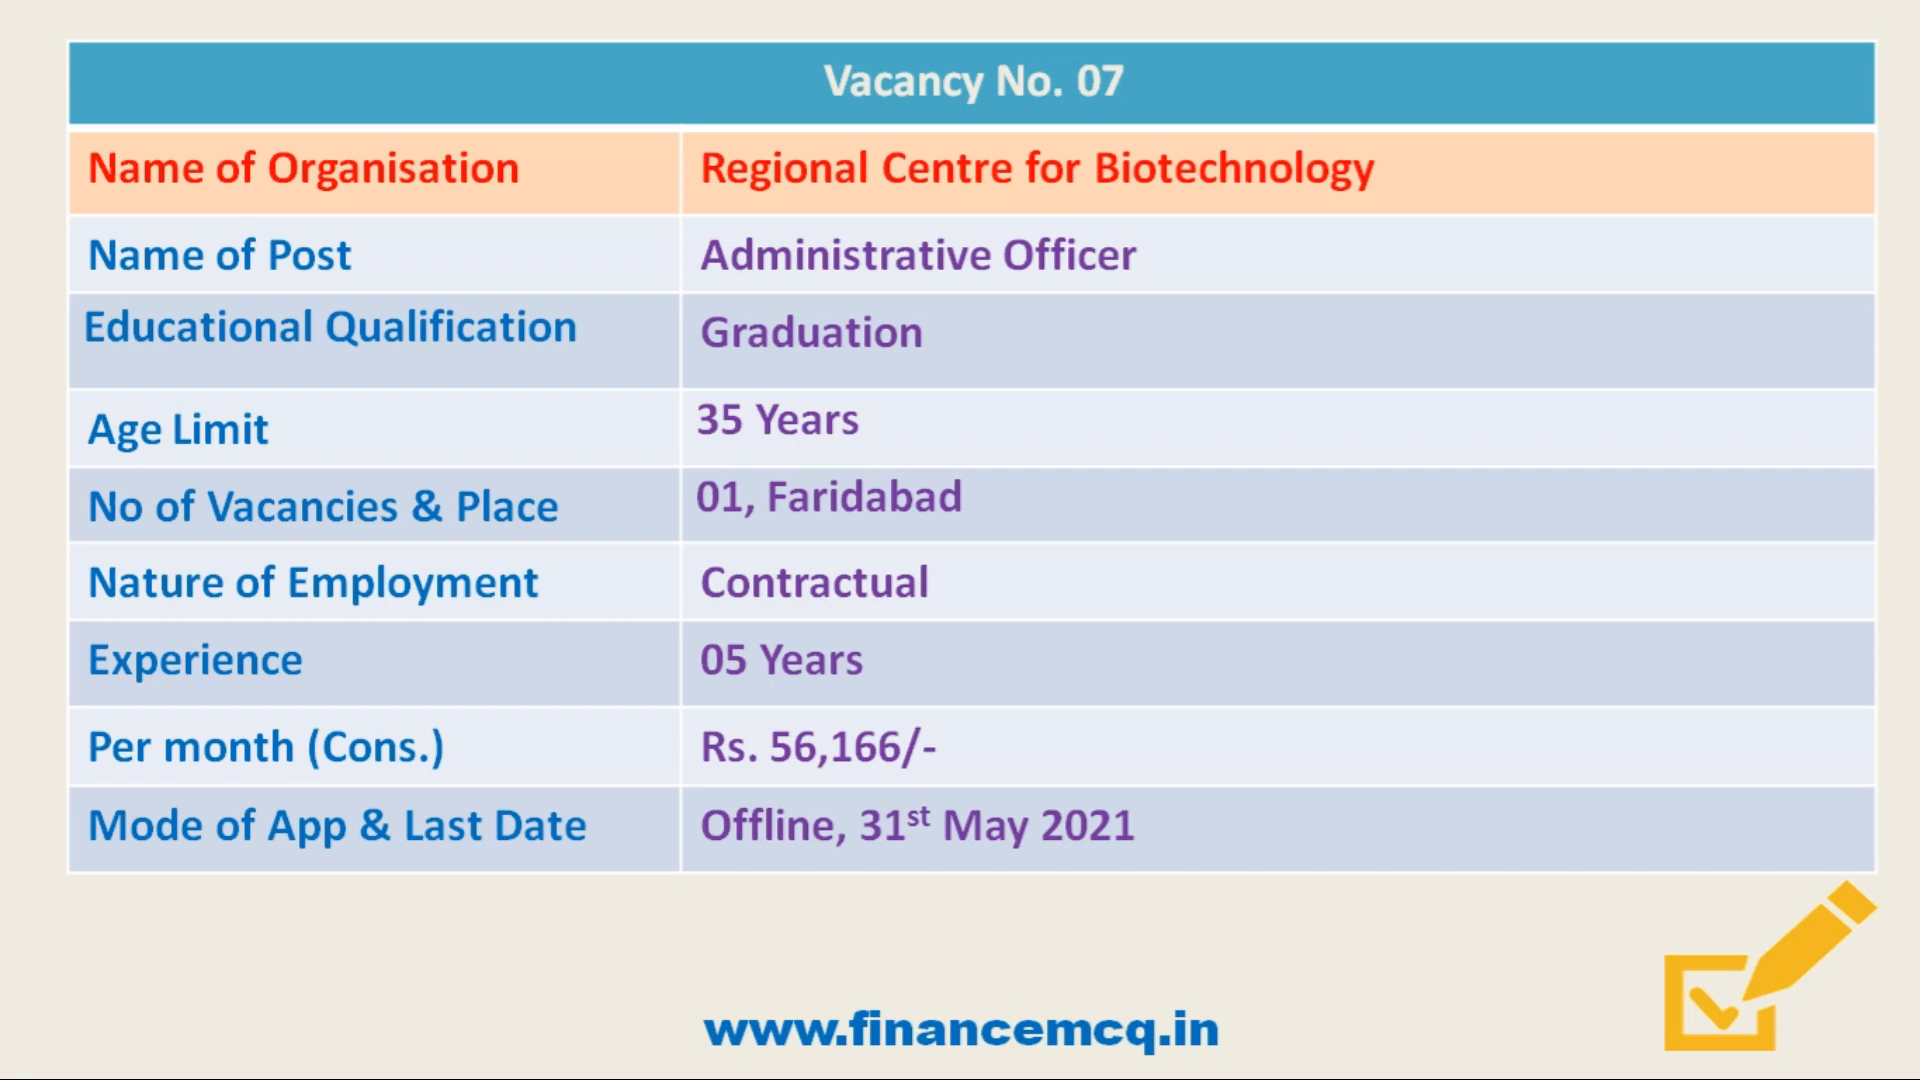 Vacancy No. 07
Name of Organisation Regional Centre for Biotechnology
Name of Post Administrative Officer
Educational Qualification Graduation
Age Limit 35 Years
No of Vacancies & Place 01, Faridabad
Nature of Employment Contractual
Experience 05 Years
Per month (Cons.) Rs. 56,166/-
Mode of App & Last Date Offline, 31st May 2021
www.financemcq.in